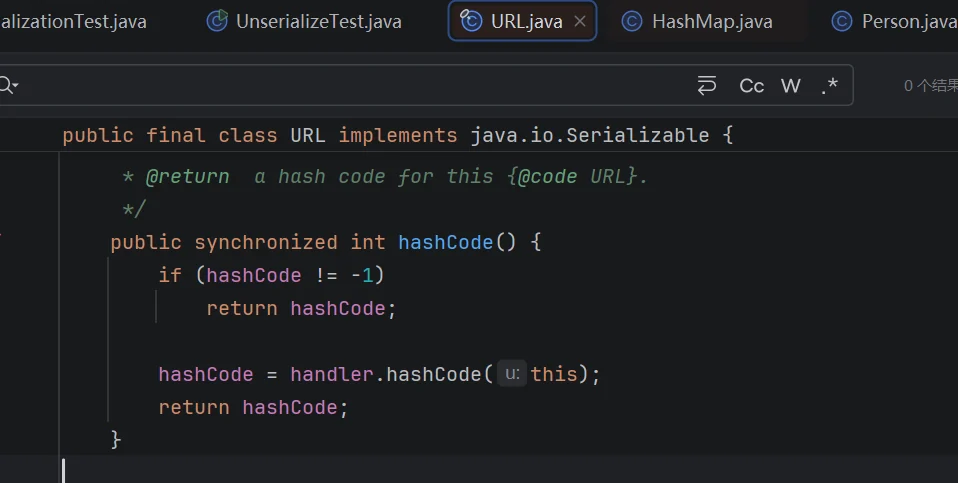 alizationTest.java UnserializeTest.java URL.java HashMap.java Person.java
Cc W .* 0 个结果
public final class URL implements java.io.Serializable {
* @return  a hash code for this {@code URL}.
*/
public synchronized int hashCode() {
if (hashCode != -1)
return hashCode;
hashCode = handler.hashCode( u: this);
return hashCode;
}